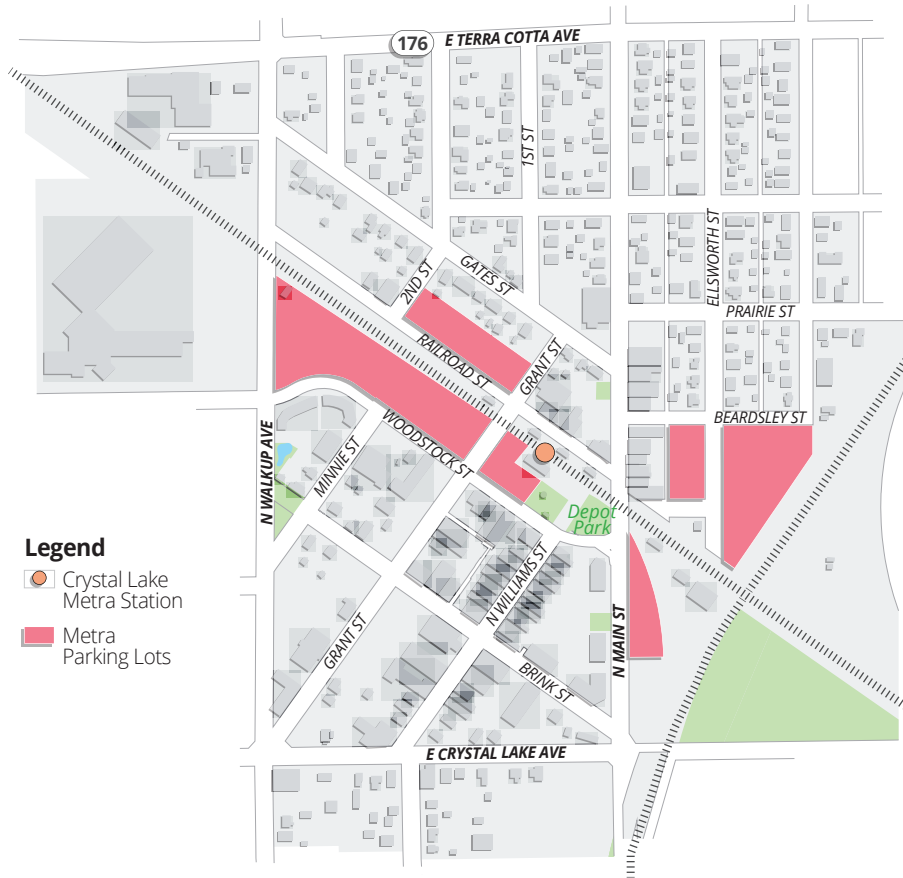 176
E TERRA COTTA AVE
1ST ST
ELLSWORTH ST
GATES ST
2ND ST
PRAIRIE ST
RAILROAD ST
GRANT ST
BEARDSLEY ST
WOODSTOCK ST
N WALKUP AVE
MINNIE ST
Depot
Park
N WILLIAMS ST
GRANT ST
N MAIN ST
BRINK ST
E CRYSTAL LAKE AVE
Legend
Crystal Lake
Metra Station
Metra
Parking Lots